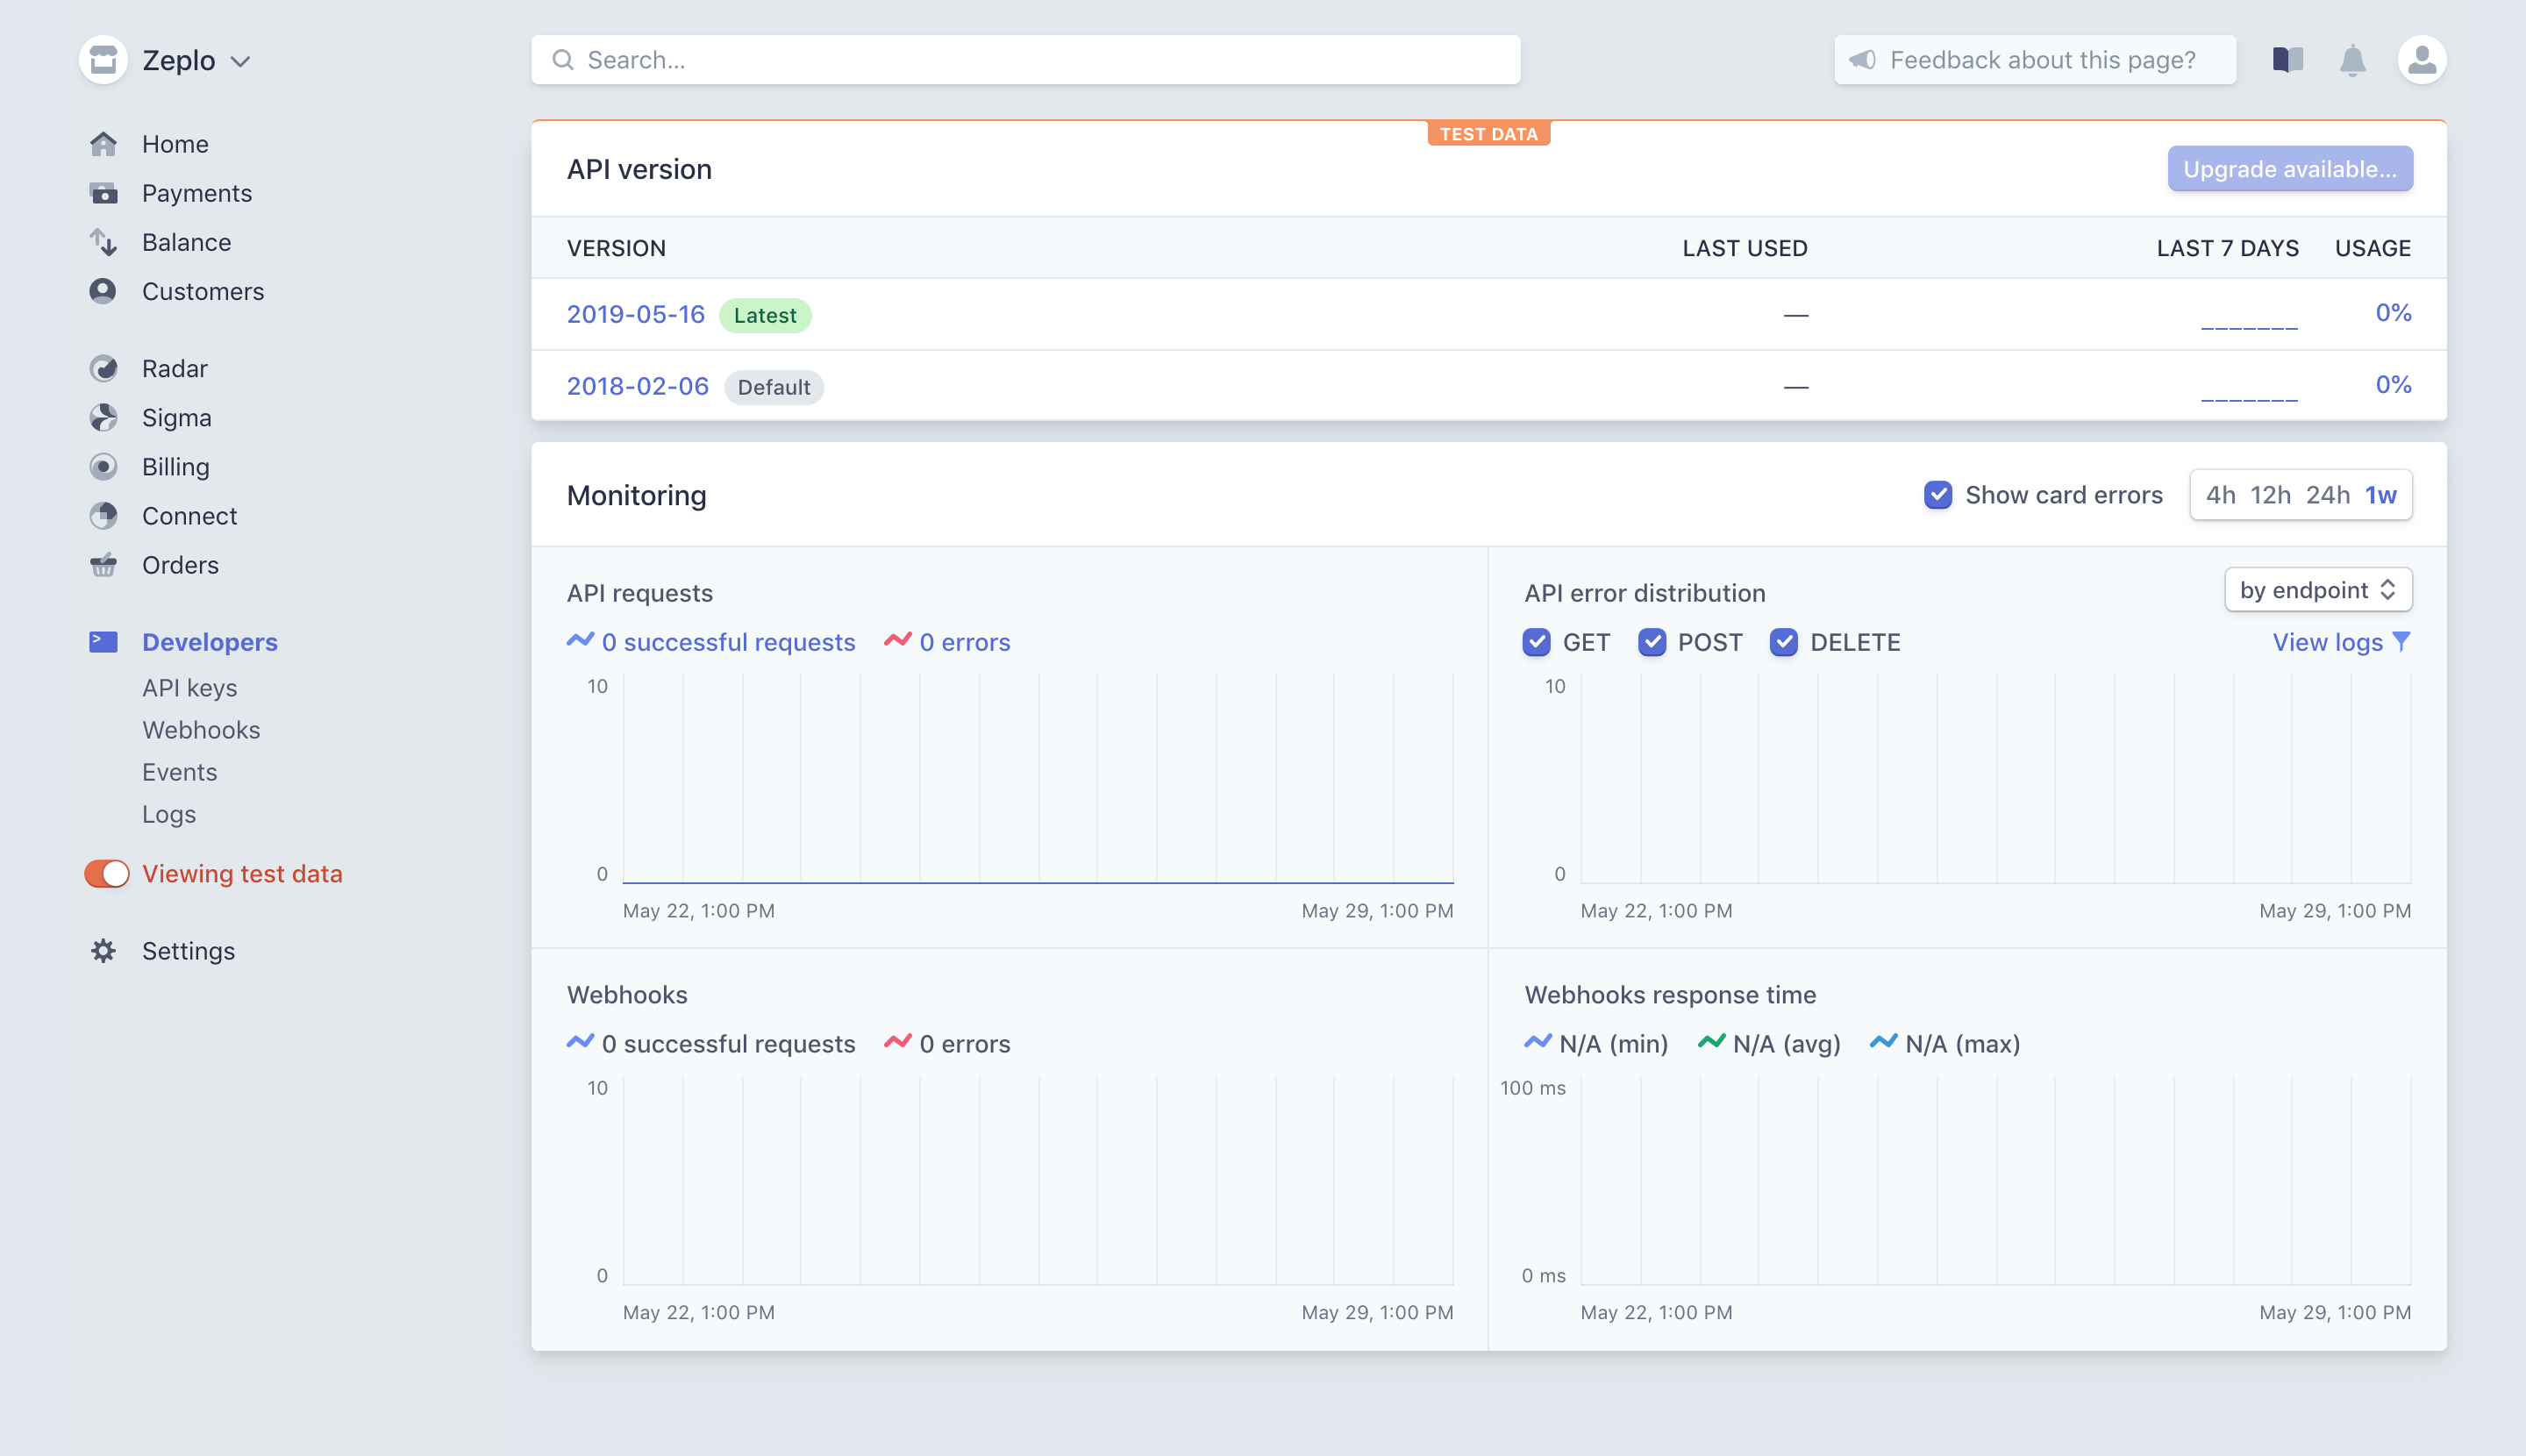 Zeplo
Search...
Feedback about this page?
Home
Payments
Balance
Customers
Radar
Sigma
Billing
Connect
Orders
Developers
API keys
Webhooks
Events
Logs
Viewing test data
Settings
TEST DATA
API version
Upgrade available...
VERSION LAST USED LAST 7 DAYS USAGE
2019-05-16 Latest — 0%
2018-02-06 Default — 0%
Monitoring
Show card errors 4h 12h 24h 1w
API requests
0 successful requests 0 errors
10
0
May 22, 1:00 PM May 29, 1:00 PM
API error distribution by endpoint
GET POST DELETE View logs
10
0
May 22, 1:00 PM May 29, 1:00 PM
Webhooks
0 successful requests 0 errors
10
0
May 22, 1:00 PM May 29, 1:00 PM
Webhooks response time
N/A (min) N/A (avg) N/A (max)
100 ms
0 ms
May 22, 1:00 PM May 29, 1:00 PM